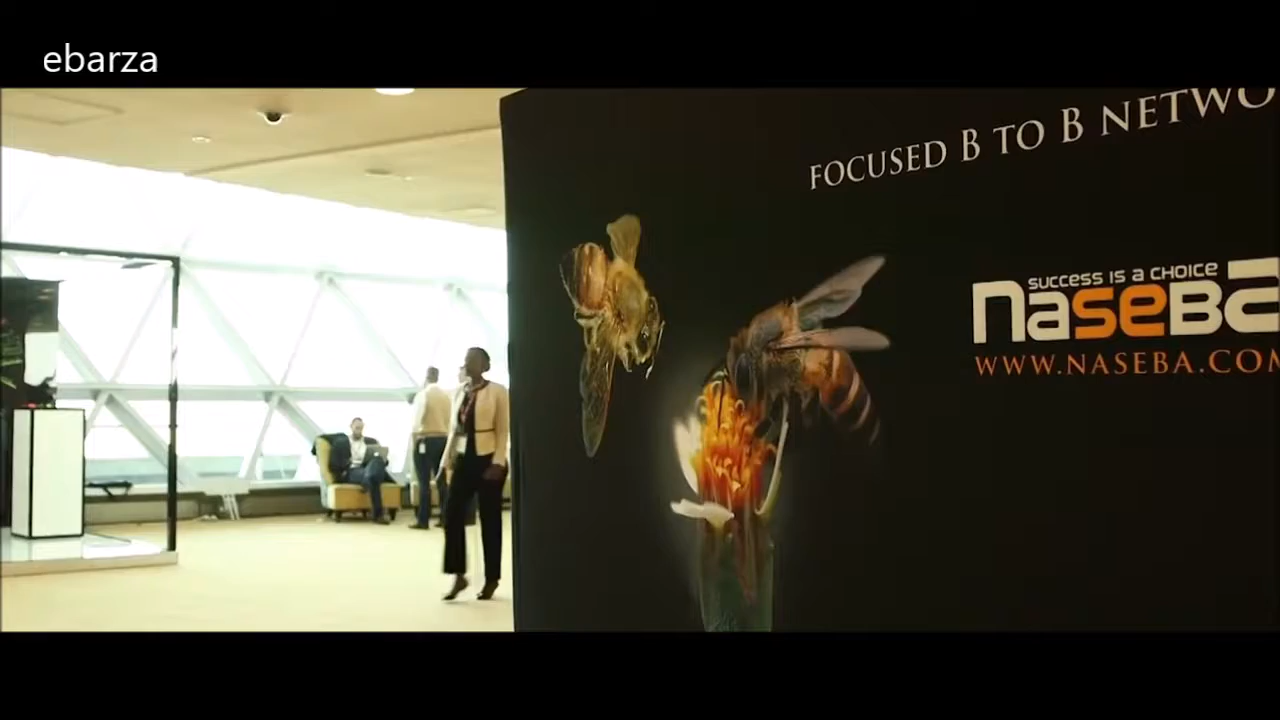 ebarza
FOCUSED B TO B NETWO
SUCCESS IS A CHOICE
naseBa
WWW.NASEBA.COM